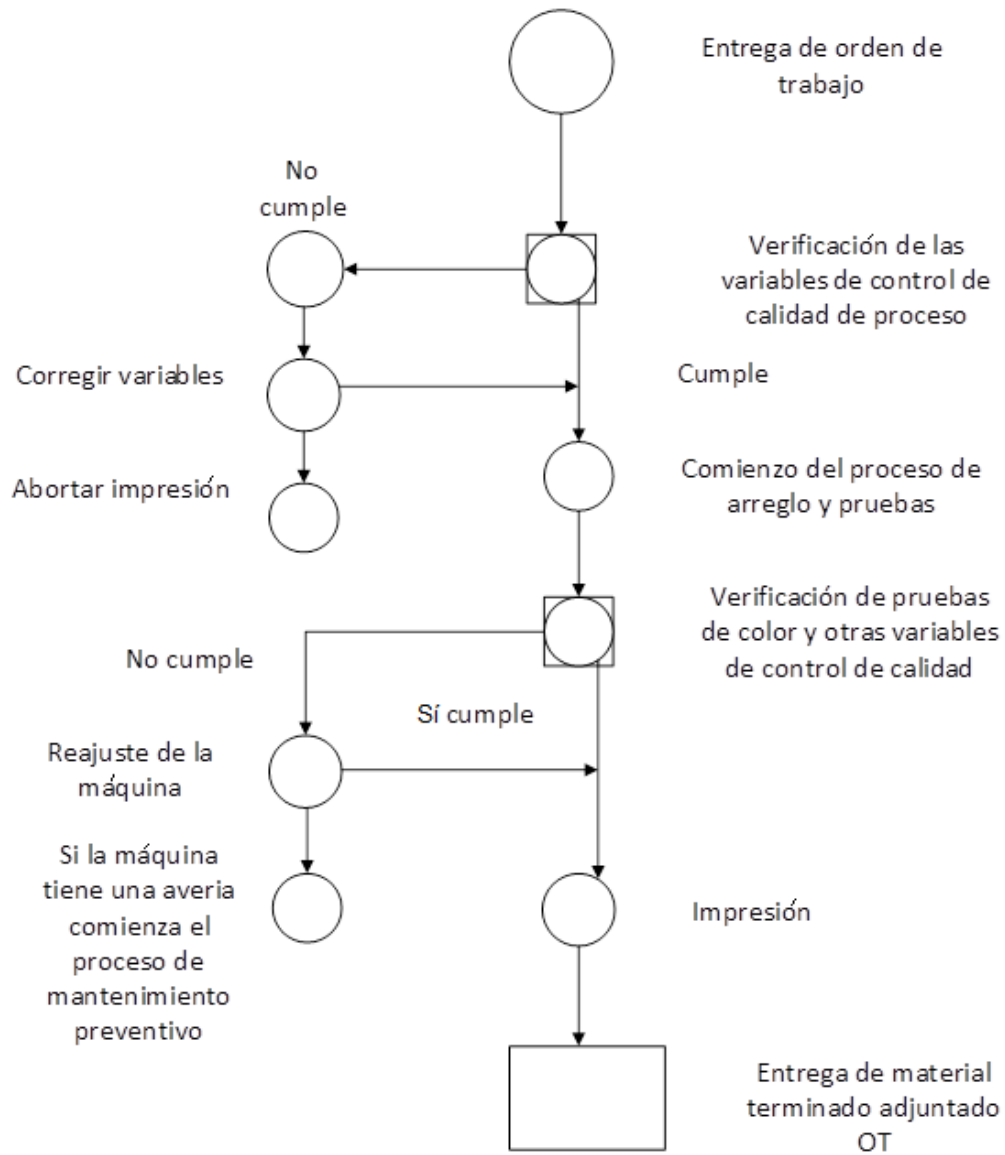 Entrega de orden de
trabajo
No
cumple
Verificación de las
variables de control de
calidad de proceso
Corregir variables
Cumple
Abortar impresión
Comienzo del proceso de
arreglo y pruebas
Verificación de pruebas
de color y otras variables
de control de calidad
No cumple
Sí cumple
Reajuste de la
máquina
Si la máquina
tiene una averia
comienza el
proceso de
mantenimiento
preventivo
Impresión
Entrega de material
terminado adjuntado
OT